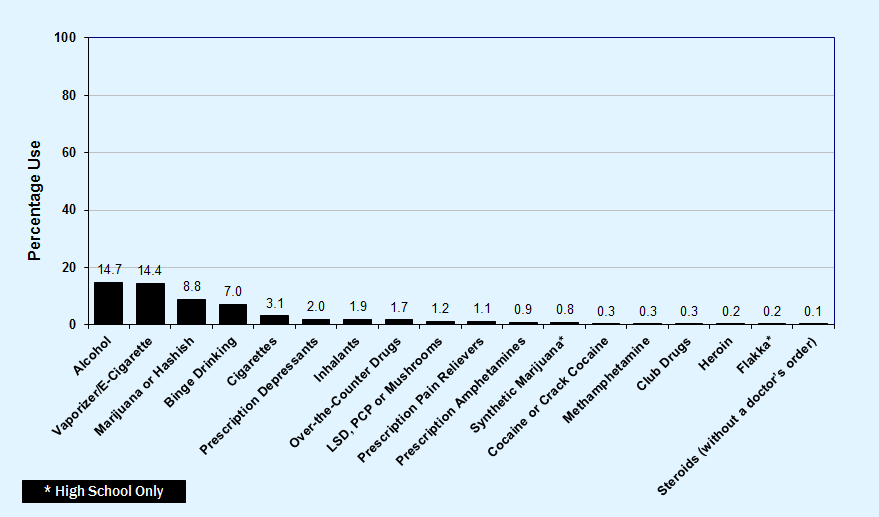 Percentage Use
100
80
60
40
20
0
14.7
14.4
8.8
7.0
3.1
2.0
1.9
1.7
1.2
1.1
0.9
0.8
0.3
0.3
0.3
0.2
0.2
0.1
Alcohol
Vaporizer/E-Cigarette
Marijuana or Hashish
Binge Drinking
Cigarettes
Prescription Depressants
Inhalants
Over-the-Counter Drugs
LSD, PCP or Mushrooms
Prescription Pain Relievers
Prescription Amphetamines
Synthetic Marijuana*
Cocaine or Crack Cocaine
Methamphetamine
Club Drugs
Heroin
Flakka*
Steroids (without a doctor's order)
* High School Only